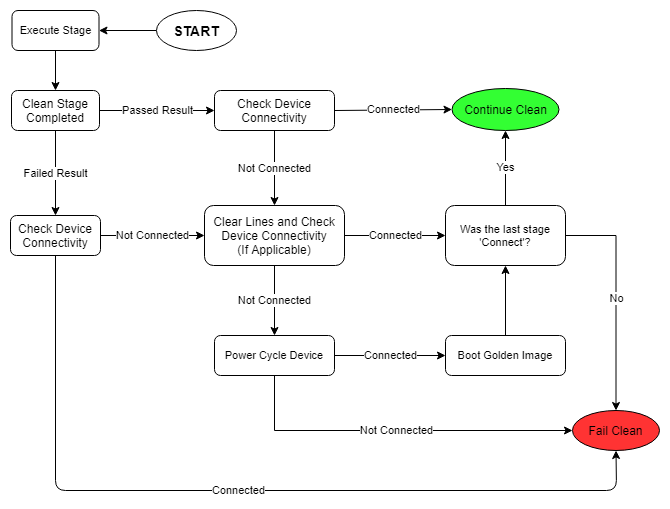 Execute Stage
START
Clean Stage
Completed
Passed Result
Check Device
Connectivity
Connected
Continue Clean
Failed Result
Not Connected
Yes
Check Device
Connectivity
Not Connected
Clear Lines and Check
Device Connectivity
(If Applicable)
Connected
Was the last stage
'Connect'?
No
Not Connected
Power Cycle Device
Connected
Boot Golden Image
Not Connected
Fail Clean
Connected